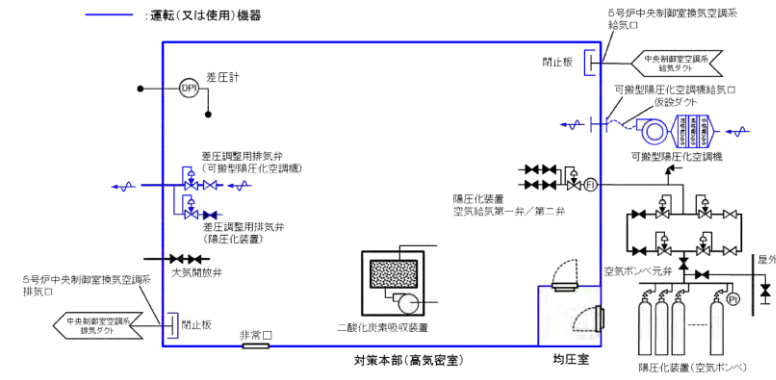 :運転(又は使用)機器
5号炉中央制御室換気空調系
給気口
閉止板
中央制御室空調系
給気ダクト
差圧計
DPI
可搬型陽圧化空調機給気口
仮設ダクト
可搬型陽圧化空調機
差圧調整用排気弁
(可搬型陽圧化空調機)
陽圧化装置
空気給気第一弁/第二弁
FI
差圧調整用排気弁
(陽圧化装置)
大気開放弁
空気ボンベ元弁
屋外
5号炉中央制御室換気空調系
排気口
PI
中央制御室空調系
排気ダクト
閉止板
二酸化炭素吸収装置
非常口
対策本部(高気密室)
均圧室
陽圧化装置(空気ボンベ)